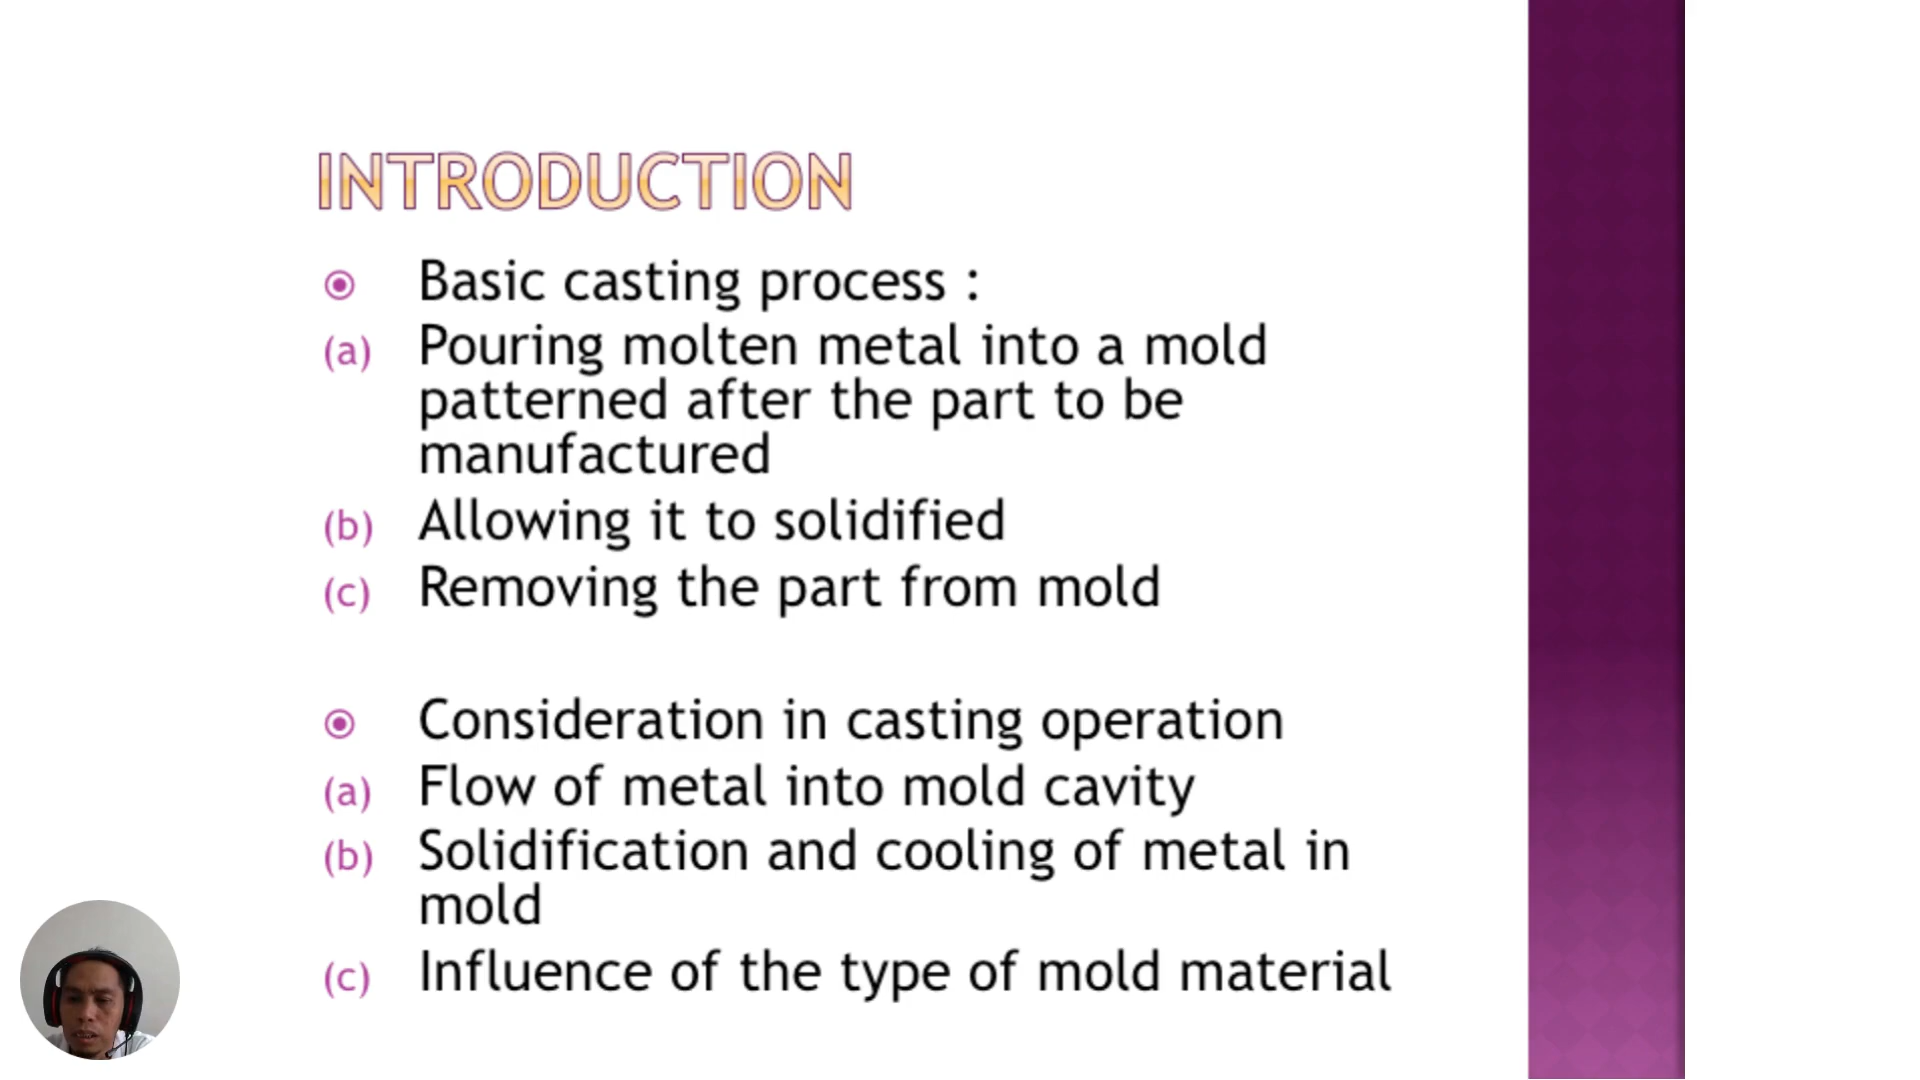 INTRODUCTION
Basic casting process :
(a) Pouring molten metal into a mold
patterned after the part to be
manufactured
(b) Allowing it to solidified
(c) Removing the part from mold
Consideration in casting operation
(a) Flow of metal into mold cavity
(b) Solidification and cooling of metal in
mold
(c) Influence of the type of mold material